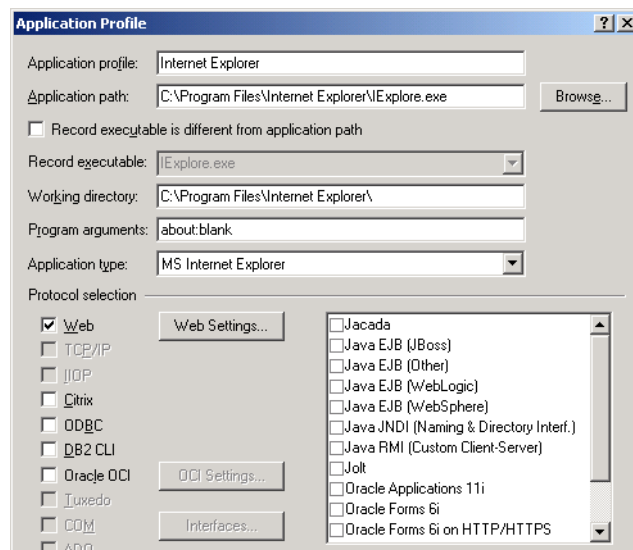 Application Profile
Application profile: Internet Explorer
Application path: C:\Program Files\Internet Explorer\IExplore.exe Browse...
Record executable is different from application path
Record executable: IExplore.exe
Working directory: C:\Program Files\Internet Explorer\
Program arguments: about:blank
Application type: MS Internet Explorer
Protocol selection
Web Web Settings...
TCP/IP
IIOP
Citrix
ODBC
DB2 CLI
Oracle OCI OCI Settings...
Tuxedo
COM Interfaces...
ADO
Jacada
Java EJB (JBoss)
Java EJB (Other)
Java EJB (WebLogic)
Java EJB (WebSphere)
Java JNDI (Naming & Directory Interf.)
Java RMI (Custom Client-Server)
Jolt
Oracle Applications 11i
Oracle Forms 6i
Oracle Forms 6i on HTTP/HTTPS